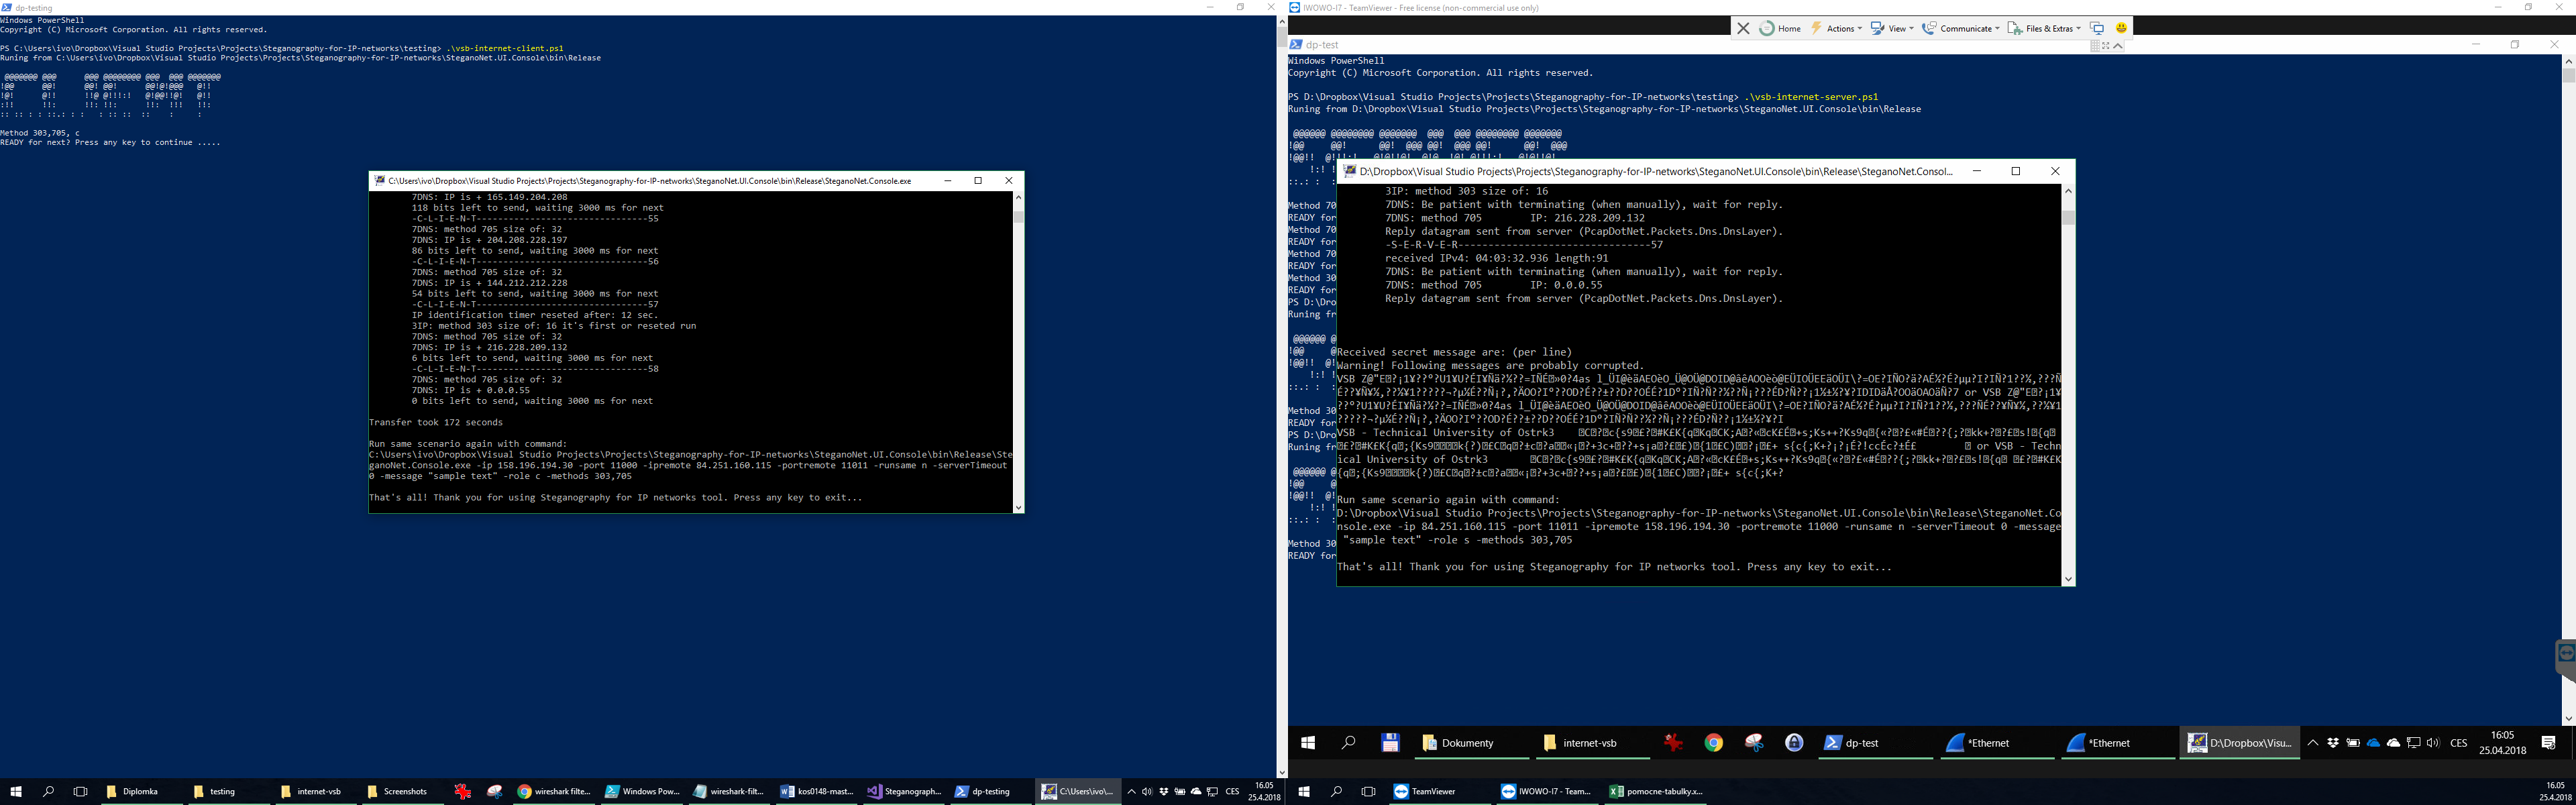 dp-testing
Windows PowerShell
Copyright (C) Microsoft Corporation. All rights reserved.
PS C:\Users\ivo\Dropbox\Visual Studio Projects\Projects\Steganography-for-IP-networks\testing> .\vsb-internet-client.ps1
Runing from C:\Users\ivo\Dropbox\Visual Studio Projects\Projects\Steganography-for-IP-networks\SteganoNet.UI.Console\bin\Release
Method 303,705, c
READY for next? Press any key to continue .....
C:\Users\ivo\Dropbox\Visual Studio Projects\Projects\Steganography-for-IP-networks\SteganoNet.UI.Console\bin\Release\SteganoNet.Console.exe
7DNS: IP is + 165.149.204.208
118 bits left to send, waiting 3000 ms for next
-C-L-I-E-N-T--------------------------------55
7DNS: method 705 size of: 32
7DNS: IP is + 204.208.228.197
86 bits left to send, waiting 3000 ms for next
-C-L-I-E-N-T--------------------------------56
7DNS: method 705 size of: 32
7DNS: IP is + 144.212.212.228
54 bits left to send, waiting 3000 ms for next
-C-L-I-E-N-T--------------------------------57
IP identification timer reseted after: 12 sec.
3IP: method 303 size of: 16 it's first or reseted run
7DNS: method 705 size of: 32
7DNS: IP is + 216.228.209.132
6 bits left to send, waiting 3000 ms for next
-C-L-I-E-N-T--------------------------------58
7DNS: method 705 size of: 32
7DNS: IP is + 0.0.0.55
0 bits left to send, waiting 3000 ms for next
Transfer took 172 seconds
Run same scenario again with command:
C:\Users\ivo\Dropbox\Visual Studio Projects\Projects\Steganography-for-IP-networks\SteganoNet.UI.Console\bin\Release\Ste
ganoNet.Console.exe -ip 158.196.194.30 -port 11000 -ipremote 84.251.160.115 -portremote 11011 -runsame n -serverTimeout
0 -message "sample text" -role c -methods 303,705
That's all! Thank you for using Steganography for IP networks tool. Press any key to exit...
Diplomka
testing
internet-vsb
Screenshots
wireshark filte...
Windows Pow...
wireshark-filt...
kos0148-mast...
Steganograph...
dp-testing
C:\Users\ivo\...
CES
16.05
25.4.2018
IWOWO-I7 - TeamViewer - Free license (non-commercial use only)
Home
Actions
View
Communicate
Files & Extras
dp-test
Windows PowerShell
Copyright (C) Microsoft Corporation. All rights reserved.
PS D:\Dropbox\Visual Studio Projects\Projects\Steganography-for-IP-networks\testing> .\vsb-internet-server.ps1
Runing from D:\Dropbox\Visual Studio Projects\Projects\Steganography-for-IP-networks\SteganoNet.UI.Console\bin\Release
Method 70
READY for
Method 70
READY for
Method 70
READY for
Method 30
READY for
PS D:\Dro
Runing fr
Method 30
READY for
PS D:\Dro
Runing fr
Method 30
READY for
D:\Dropbox\Visual Studio Projects\Projects\Steganography-for-IP-networks\SteganoNet.UI.Console\bin\Release\SteganoNet.Consol...
3IP: method 303 size of: 16
7DNS: Be patient with terminating (when manually), wait for reply.
7DNS: method 705 IP: 216.228.209.132
Reply datagram sent from server (PcapDotNet.Packets.Dns.DnsLayer).
-S-E-R-V-E-R--------------------------------57
received IPv4: 04:03:32.936 length:91
7DNS: Be patient with terminating (when manually), wait for reply.
7DNS: method 705 IP: 0.0.0.55
Reply datagram sent from server (PcapDotNet.Packets.Dns.DnsLayer).
Received secret message are: (per line)
Warning! Following messages are probably corrupted.
VSB - Technical University of Ostrk3
or VSB - Techn
ical University of Ostrk3
Run same scenario again with command:
D:\Dropbox\Visual Studio Projects\Projects\Steganography-for-IP-networks\SteganoNet.UI.Console\bin\Release\SteganoNet.Co
nsole.exe -ip 84.251.160.115 -port 11011 -ipremote 158.196.194.30 -portremote 11000 -runsame n -serverTimeout 0 -message
"sample text" -role s -methods 303,705
That's all! Thank you for using Steganography for IP networks tool. Press any key to exit...
Dokumenty
internet-vsb
dp-test
*Ethernet
*Ethernet
D:\Dropbox\Visu...
CES
16:05
25.04.2018
TeamViewer
IWOWO-I7 - Team...
pomocne-tabulky.x...
16.05
25.4.2018